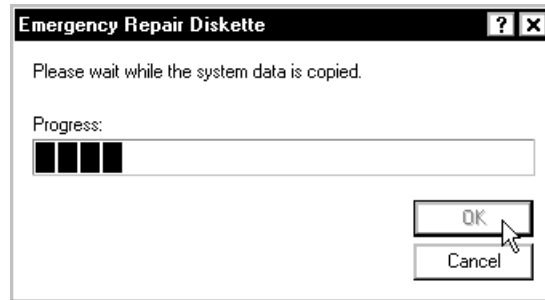 Emergency Repair Diskette
Please wait while the system data is copied.
Progress:
OK
Cancel